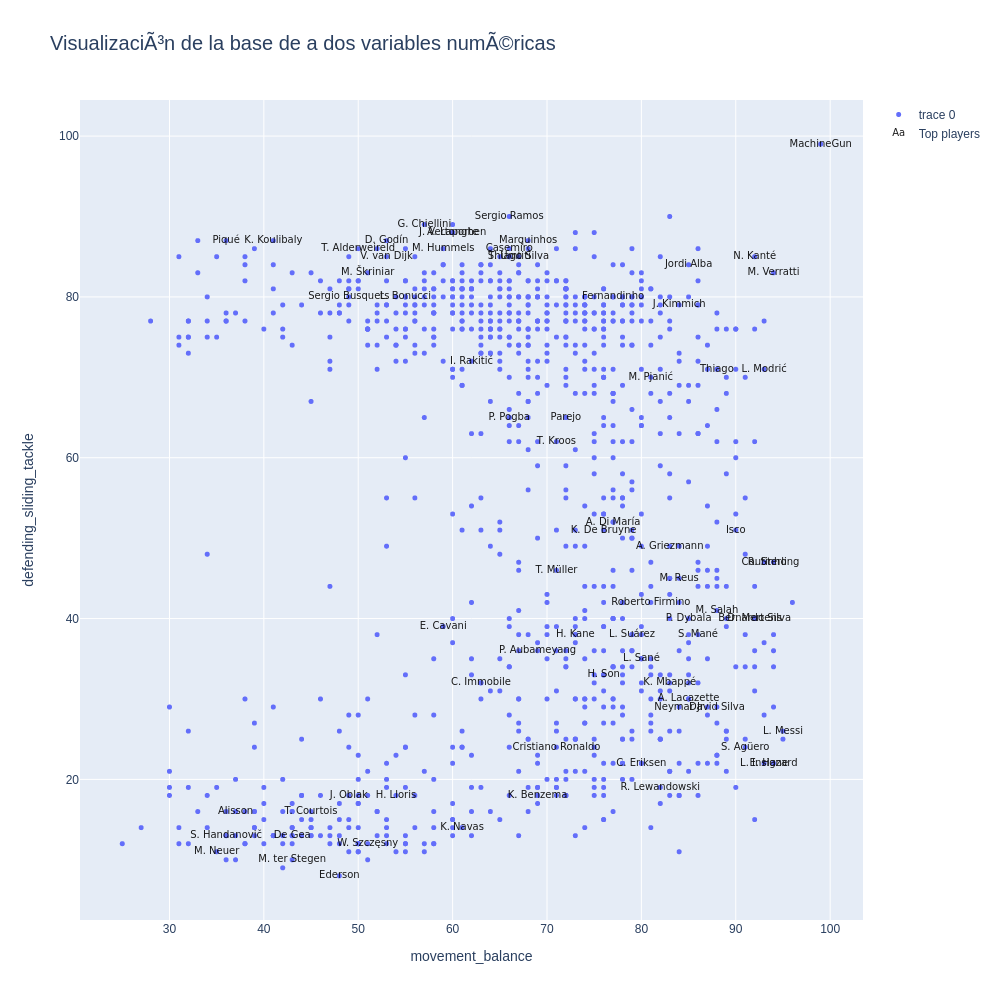 VisualizaciÃ³n de la base de a dos variables numÃ©ricas
trace 0
Aa Top players
100
MachineGun
Sergio Ramos
G. Chiellini
Piqué K. Koulibaly
D. Godín
Marquinhos
T. Alderweireld
M. Hummels
Casemiro
V. van Dijk
Thiago Silva
N. Kanté
Jordi Alba
M. Škriniar
M. Verratti
80
Sergio Busquets
L. Bonucci
Fernandinho
J. Kimmich
I. Rakitić
Thiago
L. Modrić
M. Pjanić
P. Pogba
Parejo
60
T. Kroos
A. Di María
K. De Bruyne
Isco
A. Griezmann
R. Sterling
T. Müller
M. Reus
Roberto Firmino
M. Salah
40
P. Dybala
Bernardo Silva
D. Mertens
E. Cavani
H. Kane
L. Suárez
S. Mané
P. Aubameyang
L. Sané
H. Son
C. Immobile
K. Mbappé
A. Lacazette
Neymar Jr
David Silva
L. Messi
Cristiano Ronaldo
S. Agüero
C. Eriksen
L. Insigne
E. Hazard
20
R. Lewandowski
J. Oblak
H. Lloris
K. Benzema
Alisson
T. Courtois
K. Navas
S. Handanovič
De Gea
W. Szczęsny
M. Neuer
M. ter Stegen
Ederson
30
40
50
60
70
80
90
100
movement_balance
defending_sliding_tackle